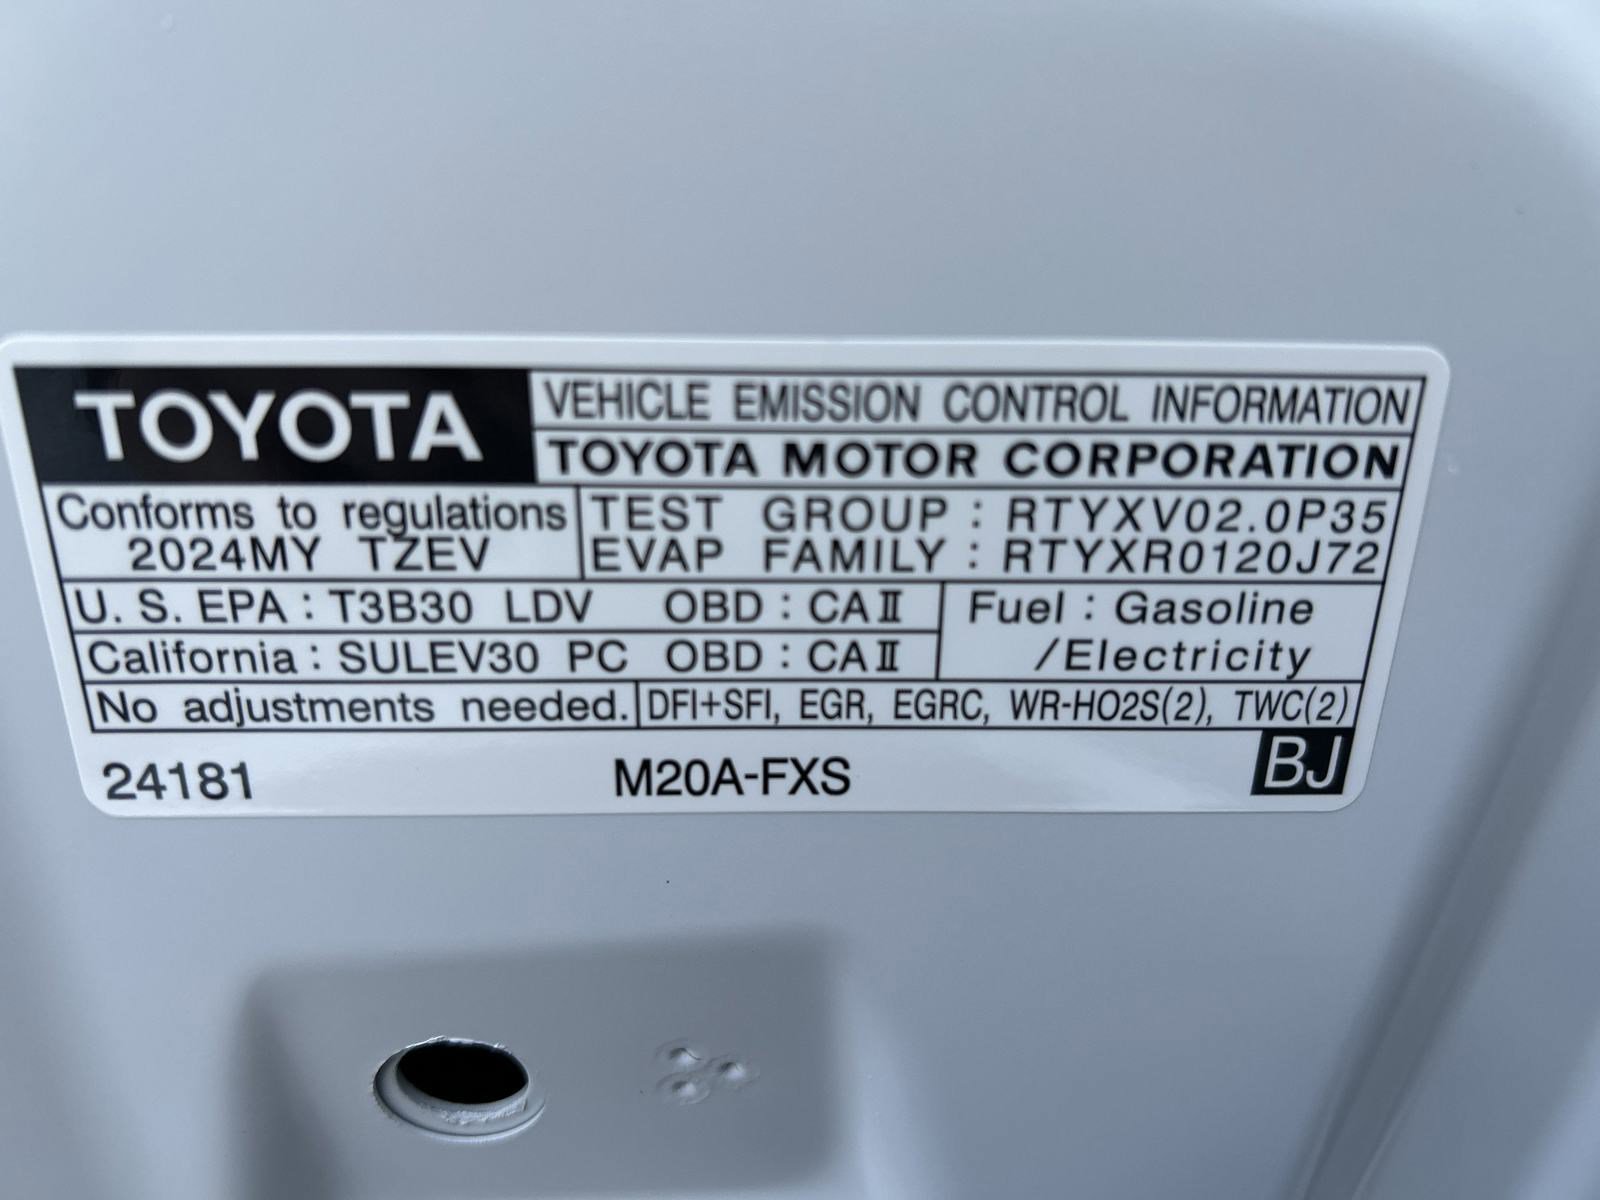 TOYOTA
VEHICLE EMISSION CONTROL INFORMATION
TOYOTA MOTOR CORPORATION
Conforms to regulations
2024MY TZEV
TEST GROUP : RTYXV02.0P35
EVAP FAMILY : RTYXR0120J72
U. S. EPA : T3B30 LDV OBD : CAⅡ
California : SULEV30 PC OBD : CAⅡ
Fuel : Gasoline
/Electricity
No adjustments needed.
DFI+SFI, EGR, EGRC, WR-HO2S(2), TWC(2)
24181
M20A-FXS
BJ